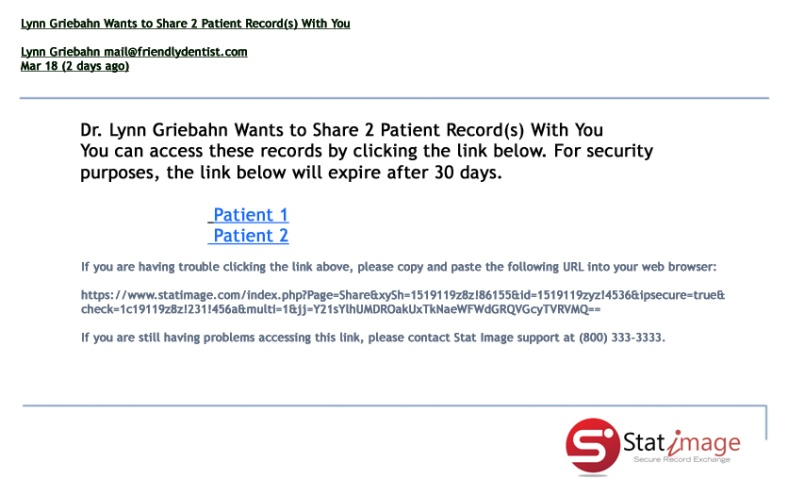 Lynn Griebahn Wants to Share 2 Patient Record(s) With You
Lynn Griebahn mail@friendlydentist.com
Mar 18 (2 days ago)
Dr. Lynn Griebahn Wants to Share 2 Patient Record(s) With You
You can access these records by clicking the link below. For security
purposes, the link below will expire after 30 days.
Patient 1
Patient 2
If you are having trouble clicking the link above, please copy and paste the following URL into your web browser:
https://www.statimage.com/index.php?Page=Share&xySh=1519119z8z!86155&id=1519119zyz!4536&ipsecure=true&
check=1c19119z8z!231!456a&multi=1&jj=Y21sYlhUMDROakUxTkNaeWFWdGRQVGcyTVRVMQ==
If you are still having problems accessing this link, please contact Stat Image support at (800) 333-3333.
Stat image
Secure Record Exchange